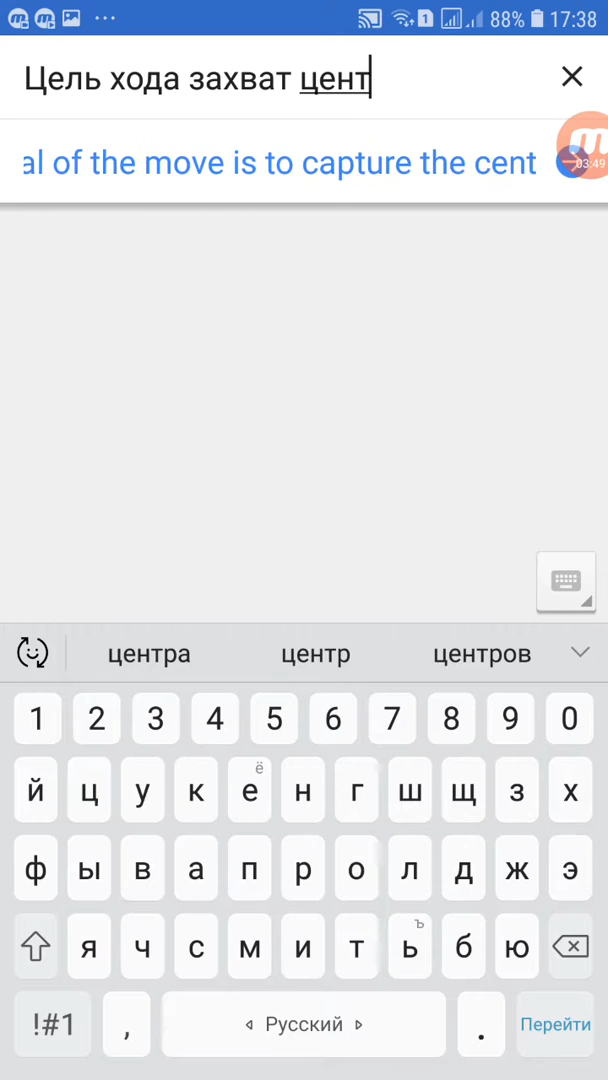 88% 17:38
Цель хода захват цент
al of the move is to capture the cent
03:49
центра центр центров
1 2 3 4 5 6 7 8 9 0
ё
й ц у к е н г ш щ з х
ф ы в а п р о л д ж э
ъ
я ч с м и т ь б ю
!#1 , Русский . Перейти